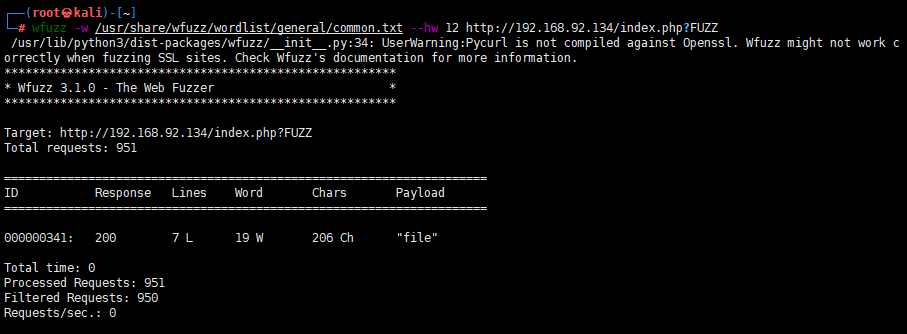 ┌──(root㉿kali)-[~]
└─# wfuzz -w /usr/share/wfuzz/wordlist/general/common.txt --hw 12 http://192.168.92.134/index.php?FUZZ
 /usr/lib/python3/dist-packages/wfuzz/__init__.py:34: UserWarning:Pycurl is not compiled against Openssl. Wfuzz might not work c
orrectly when fuzzing SSL sites. Check Wfuzz's documentation for more information.
********************************************************
* Wfuzz 3.1.0 - The Web Fuzzer                         *
********************************************************
Target: http://192.168.92.134/index.php?FUZZ
Total requests: 951
=====================================================================
ID           Response   Lines    Word       Chars       Payload
=====================================================================
000000341:   200        7 L      19 W       206 Ch      "file"
Total time: 0
Processed Requests: 951
Filtered Requests: 950
Requests/sec.: 0